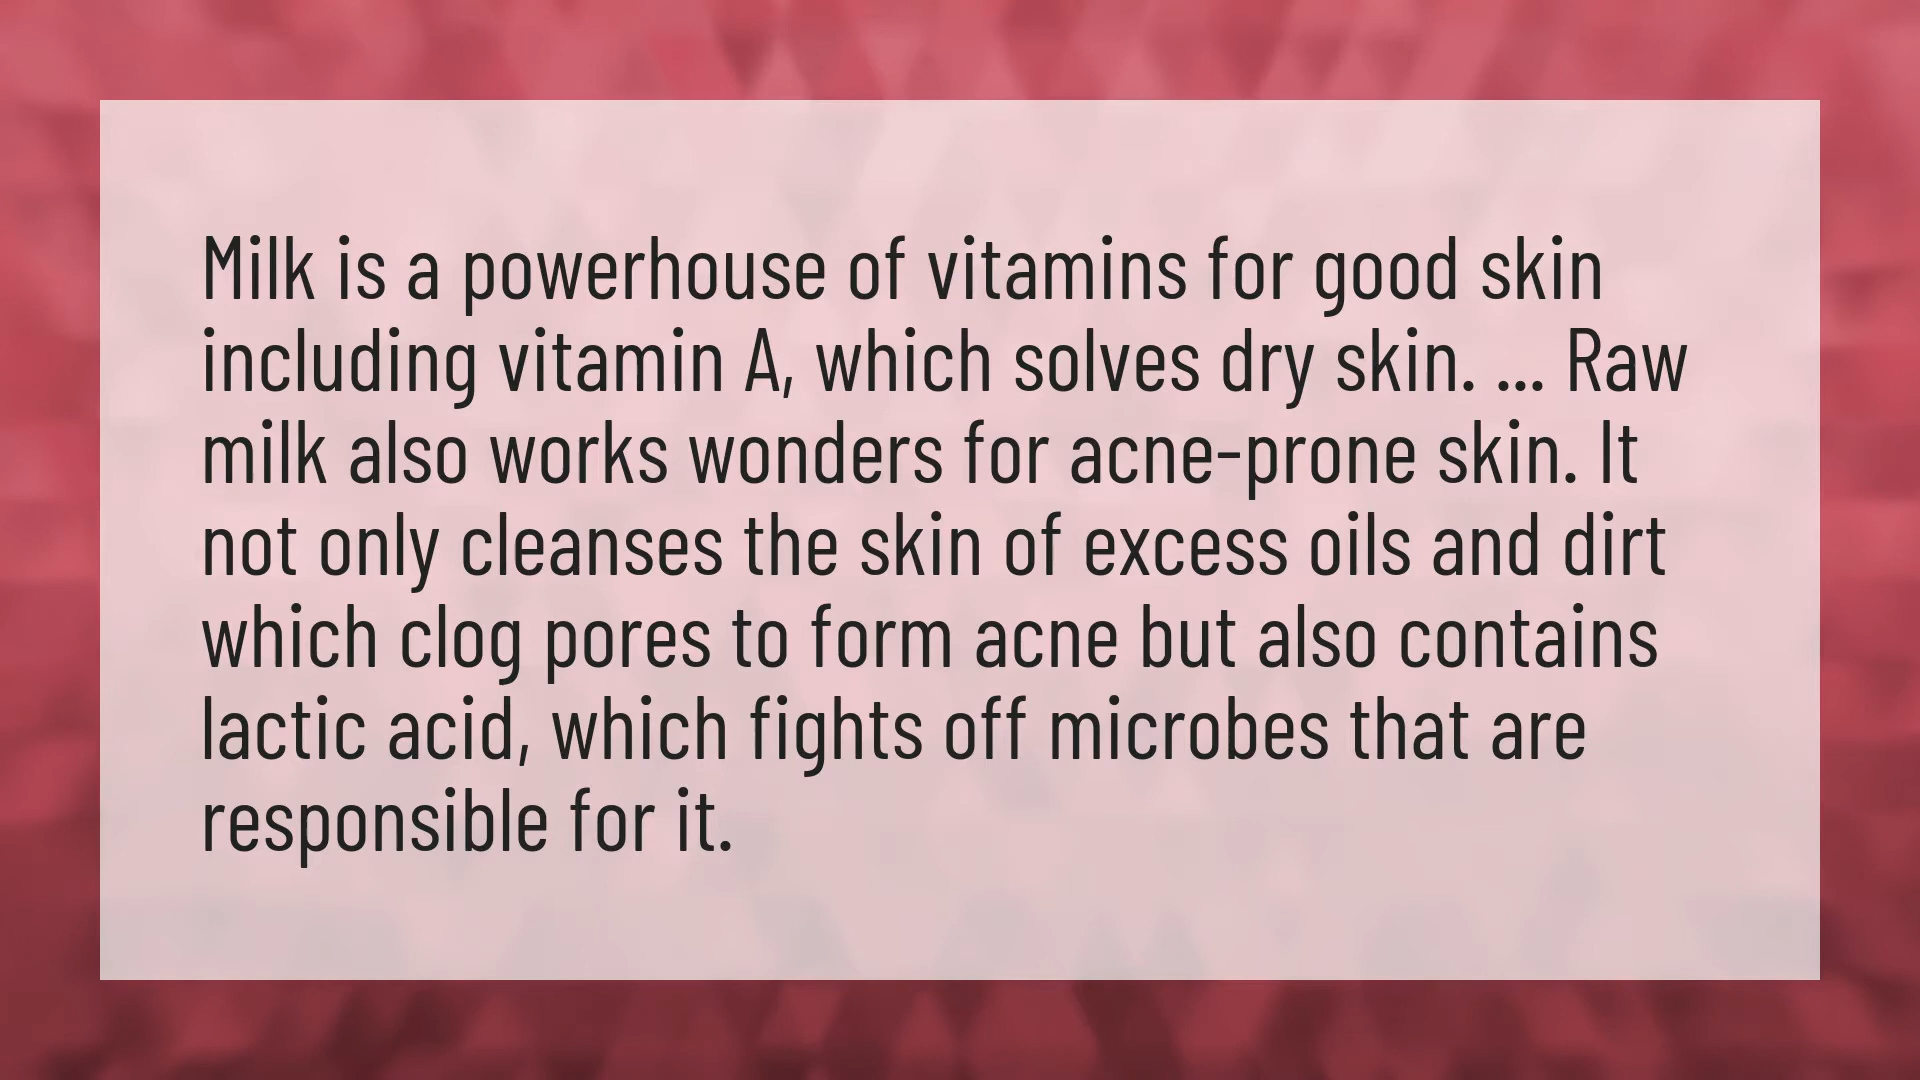 Milk is a powerhouse of vitamins for good skin
including vitamin A, which solves dry skin. ... Raw
milk also works wonders for acne-prone skin. It
not only cleanses the skin of excess oils and dirt
which clog pores to form acne but also contains
lactic acid, which fights off microbes that are
responsible for it.